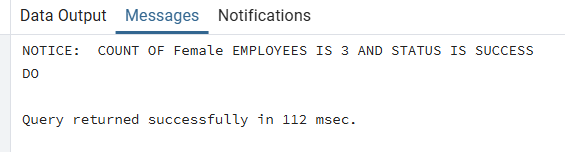 Data Output Messages Notifications
NOTICE:  COUNT OF Female EMPLOYEES IS 3 AND STATUS IS SUCCESS
DO
Query returned successfully in 112 msec.